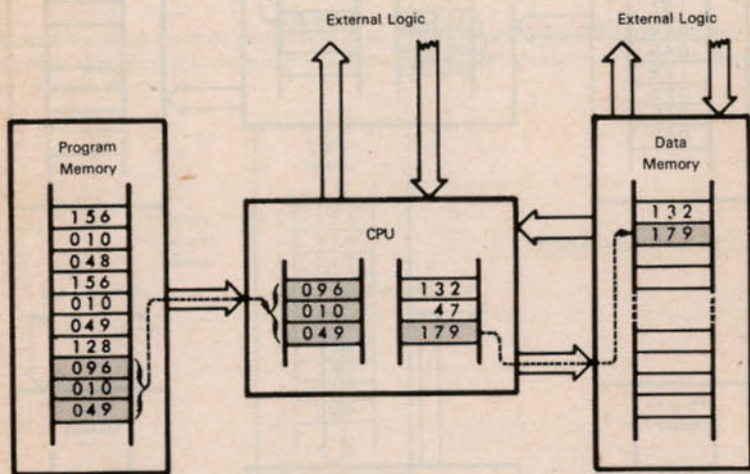 External Logic
External Logic
Program
Memory
156
010
048
156
010
049
128
096
010
049
CPU
096
010
049
132
47
179
Data
Memory
132
179